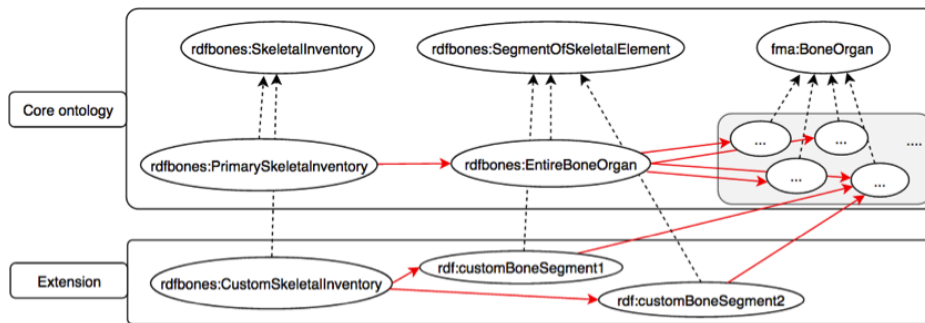 rdfbones:SkeletalInventory
rdfbones:SegmentOfSkeletalElement
fma:BoneOrgan
Core ontology
...
...
....
rdfbones:PrimarySkeletalInventory
rdfbones:EntireBoneOrgan
...
...
rdf:customBoneSegment1
Extension
rdfbones:CustomSkeletalInventory
rdf:customBoneSegment2